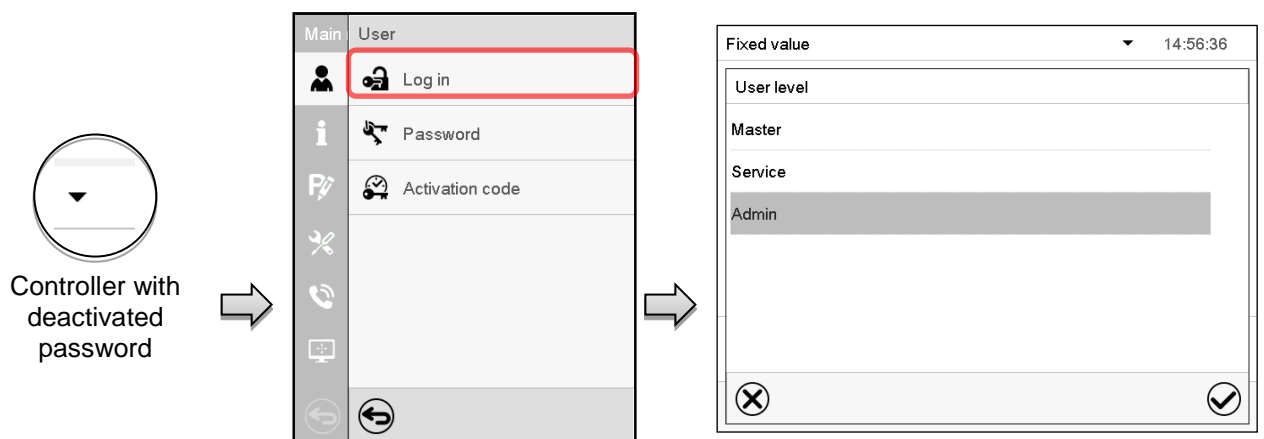 Controller with
deactivated
password
Main
User
Log in
Password
Activation code
Fixed value
14:56:36
User level
Master
Service
Admin